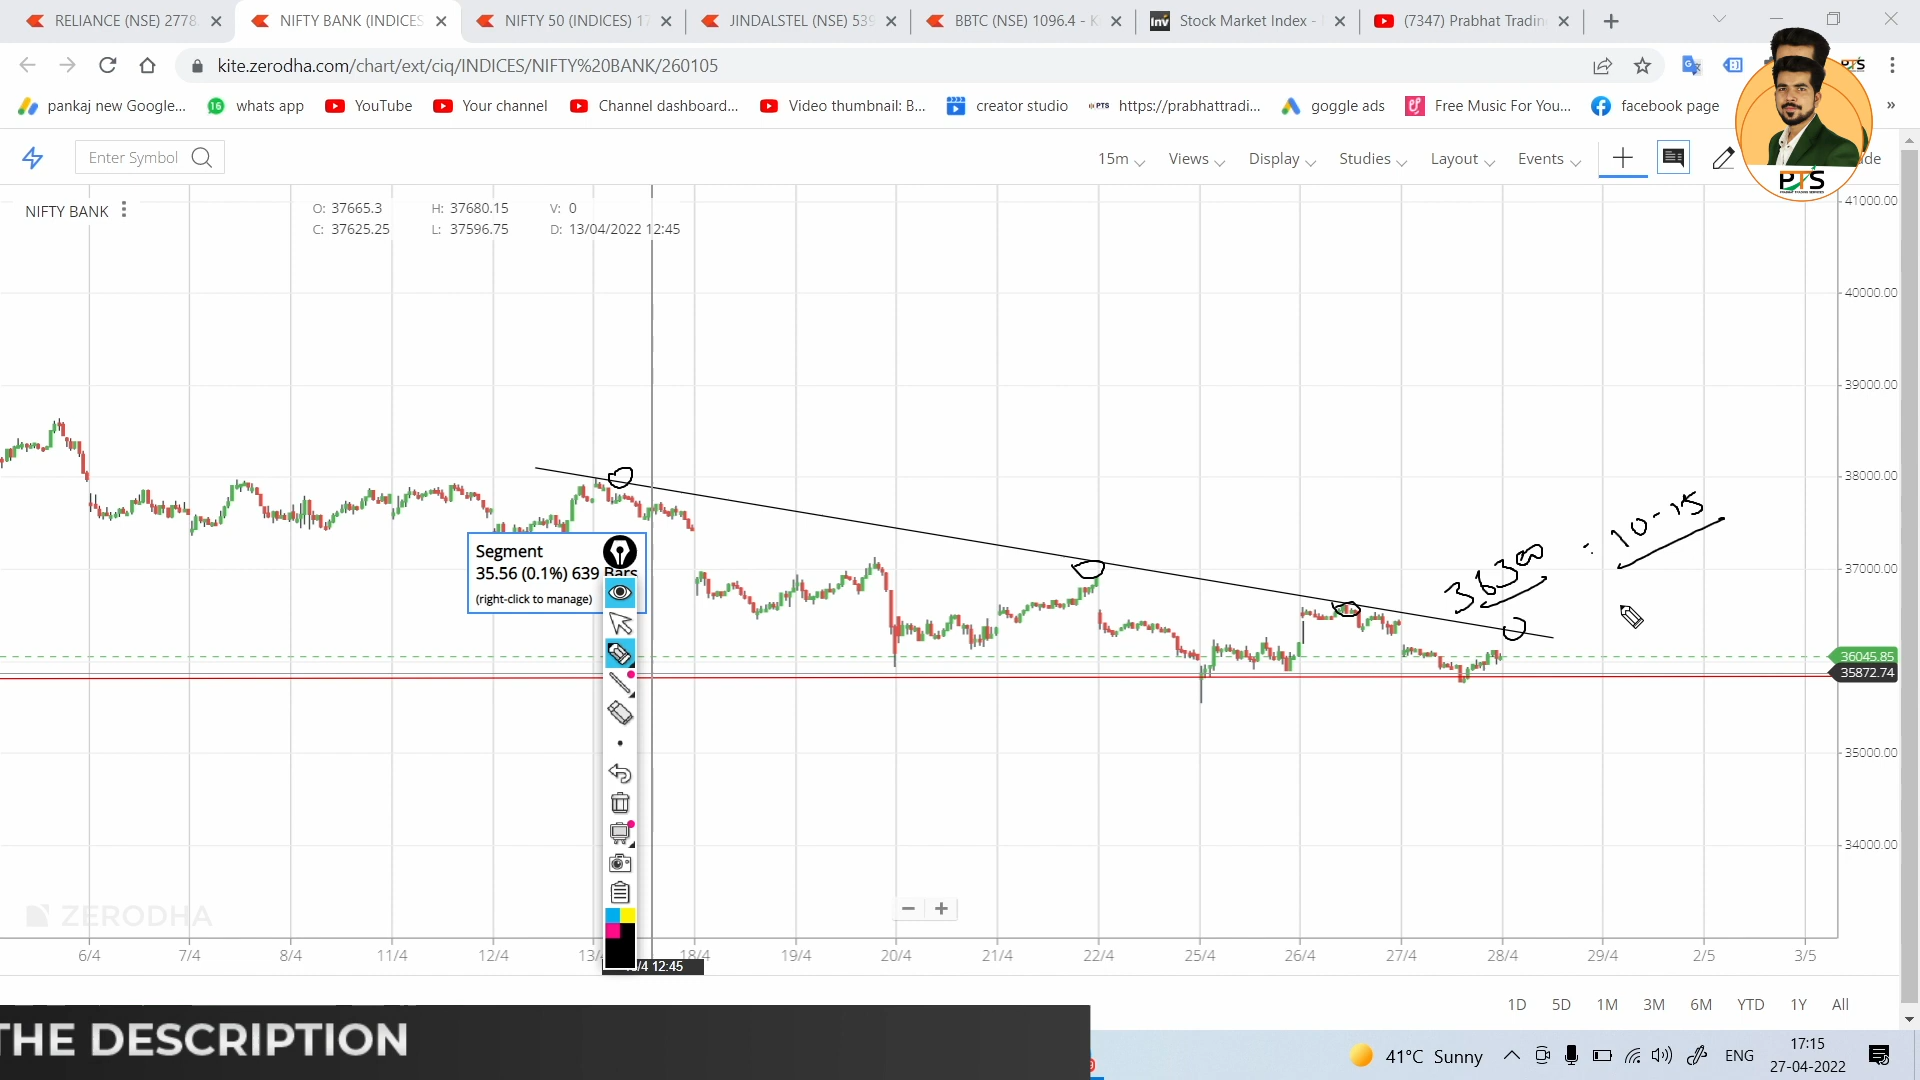 RELIANCE (NSE) 2778.
NIFTY BANK (INDICES
NIFTY 50 (INDICES) 17
JINDALSTEL (NSE) 539
BBTC (NSE) 1096.4 - K
Inv Stock Market Index -
(7347) Prabhat Trading
kite.zerodha.com/chart/ext/ciq/INDICES/NIFTY%20BANK/260105
pankaj new Google...
16 whats app
YouTube
Your channel
Channel dashboard...
Video thumbnail: B...
creator studio
PTS https://prabhattradi...
goggle ads
Free Music For You...
facebook page
»
PTS
Enter Symbol
15m
Views
Display
Studies
Layout
Events
de
NIFTY BANK
O: 37665.3 H: 37680.15 V: 0
C: 37625.25 L: 37596.75 D: 13/04/2022 12:45
41000.00
40000.00
39000.00
38000.00
37000.00
36045.85
35872.74
35000.00
34000.00
36300 : 10-15
Segment
35.56 (0.1%) 639 Bars
(right-click to manage)
ZERODHA
6/4 7/4 8/4 11/4 12/4 13/ 18/4 19/4 20/4 21/4 22/4 25/4 26/4 27/4 28/4 29/4 2/5 3/5
/4 12:45
1D 5D 1M 3M 6M YTD 1Y All
THE DESCRIPTION
41°C Sunny
ENG
17:15
27-04-2022